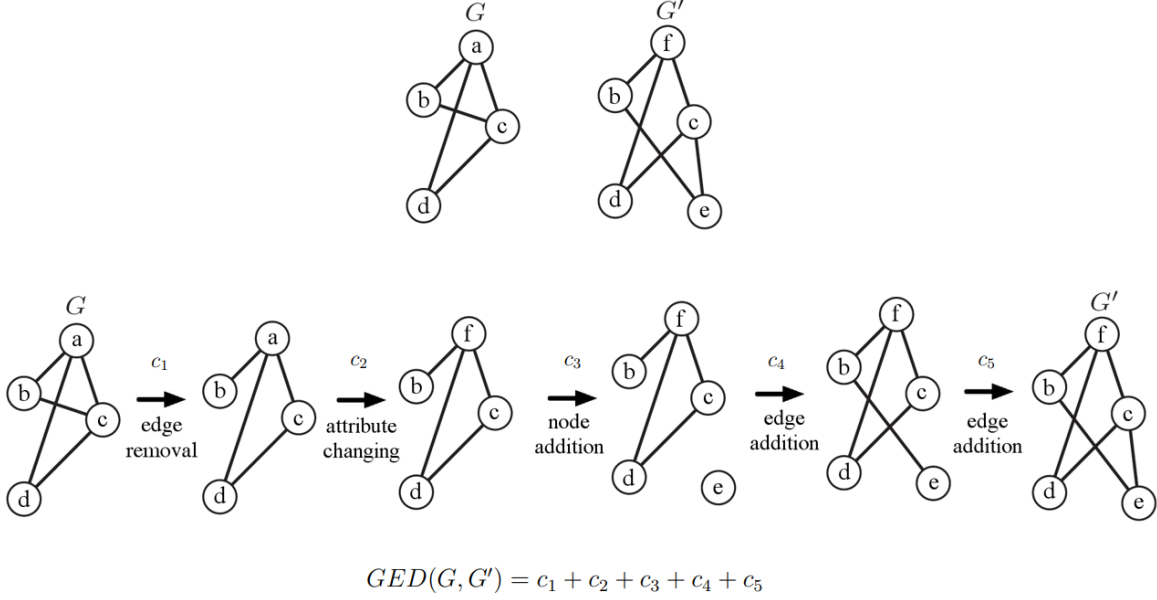 G G'
a f
b b
c c
d d
e
G G'
a a f f f f
b b b b b b
c c c c c c
d d d d d d
e e e
c₁ c₂ c₃ c₄ c₅
edge removal
attribute changing
node addition
edge addition
edge addition
GED(G, G') = c₁ + c₂ + c₃ + c₄ + c₅